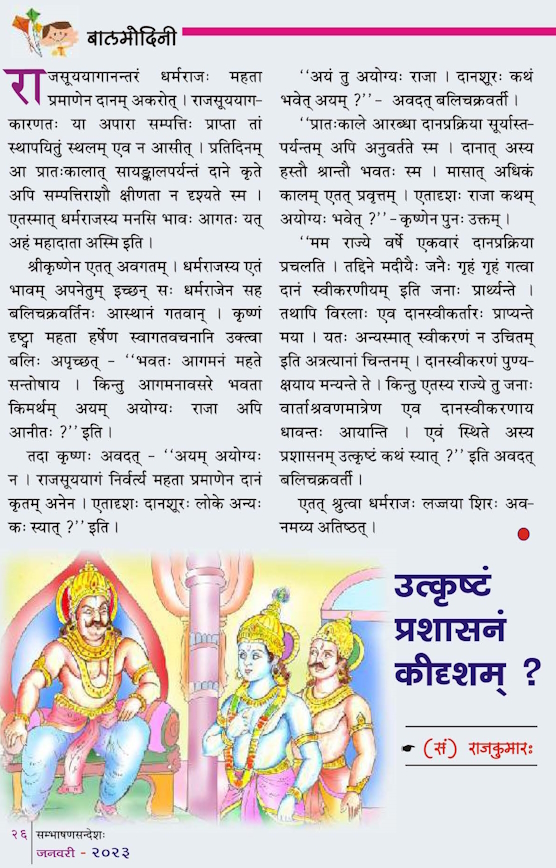 बालमोदिनी
राजसूययागानन्तरं धर्मराजः महता
प्रमाणेन दानम् अकरोत् । राजसूययाग-
कारणतः या अपारा सम्पत्तिः प्राप्ता तां
स्थापयितुं स्थलम् एव न आसीत् । प्रतिदिनम्
आ प्रातःकालात् सायङ्कालपर्यन्तं दाने कृते
अपि सम्पत्तिराशौ क्षीणता न दृश्यते स्म ।
एतस्मात् धर्मराजस्य मनसि भावः आगतः यत्
अहं महादाता अस्मि इति ।
श्रीकृष्णेन एतत् अवगतम् । धर्मराजस्य एतं
भावम् अपनेतुम् इच्छन् सः धर्मराजेन सह
बलिचक्रवर्तिनः आस्थानं गतवान् । कृष्णं
दृष्ट्वा महता हर्षेण स्वागतवचनानि उक्त्वा
बलिः अपृच्छत् - ‘‘भवतः आगमनं महते
सन्तोषाय । किन्तु आगमनावसरे भवता
किमर्थम् अयम् अयोग्यः राजा अपि
आनीतः ?’’ इति ।
तदा कृष्णः अवदत् - ‘‘अयम् अयोग्यः
न । राजसूययागं निर्वर्त्य महता प्रमाणेन दानं
कृतम् अनेन । एतादृशः दानशूरः लोके अन्यः
कः स्यात् ?’’ इति ।
‘‘अयं तु अयोग्यः राजा । दानशूरः कथं
भवेत् अयम् ?’’ - अवदत् बलिचक्रवर्ती ।
‘‘प्रातःकाले आरब्धा दानप्रक्रिया सूर्यास्त-
पर्यन्तम् अपि अनुवर्तते स्म । दानात् अस्य
हस्तौ श्रान्तौ भवतः स्म । मासात् अधिकं
कालम् एतत् प्रवृत्तम् । एतादृशः राजा कथम्
अयोग्यः भवेत् ?’’ - कृष्णेन पुनः उक्तम् ।
‘‘मम राज्ये वर्षे एकवारं दानप्रक्रिया
प्रचलति । तद्दिने मदीयैः जनैः गृहं गृहं गत्वा
दानं स्वीकरणीयम् इति जनाः प्रार्थ्यन्ते ।
तथापि विरलाः एव दानस्वीकर्तारः प्राप्यन्ते
मया । यतः अन्यस्मात् स्वीकरणं न उचितम्
इति अत्रत्यानां चिन्तनम् । दानस्वीकरणं पुण्य-
क्षयाय मन्यन्ते ते । किन्तु एतस्य राज्ये तु जनाः
वार्ताश्रवणमात्रेण एव दानस्वीकरणाय
धावन्तः आयान्ति । एवं स्थिते अस्य
प्रशासनम् उत्कृष्टं कथं स्यात् ?’’ इति अवदत्
बलिचक्रवर्ती ।
एतत् श्रुत्वा धर्मराजः लज्जया शिरः अव-
नमय्य अतिष्ठत् ।
उत्कृष्टं
प्रशासनं
कीदृशम् ?
☛ (सं) राजकुमारः
२६ सम्भाषणसन्देशः
जनवरी - २०२३